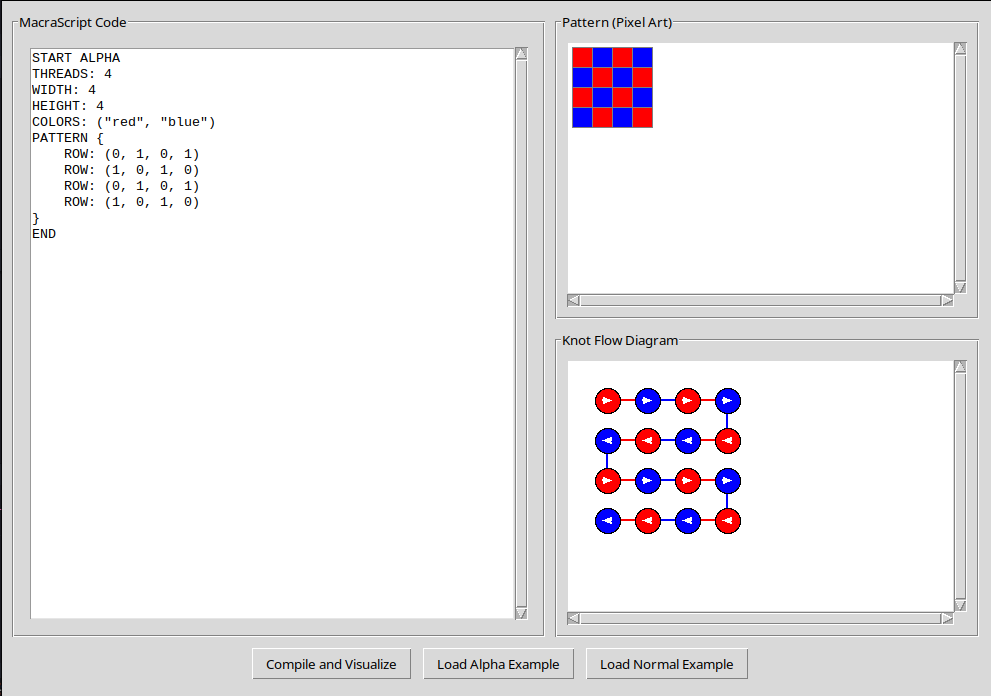 MacraScript Code
START ALPHA
THREADS: 4
WIDTH: 4
HEIGHT: 4
COLORS: ("red", "blue")
PATTERN {
    ROW: (0, 1, 0, 1)
    ROW: (1, 0, 1, 0)
    ROW: (0, 1, 0, 1)
    ROW: (1, 0, 1, 0)
}
END
Pattern (Pixel Art)
Knot Flow Diagram
Compile and Visualize
Load Alpha Example
Load Normal Example